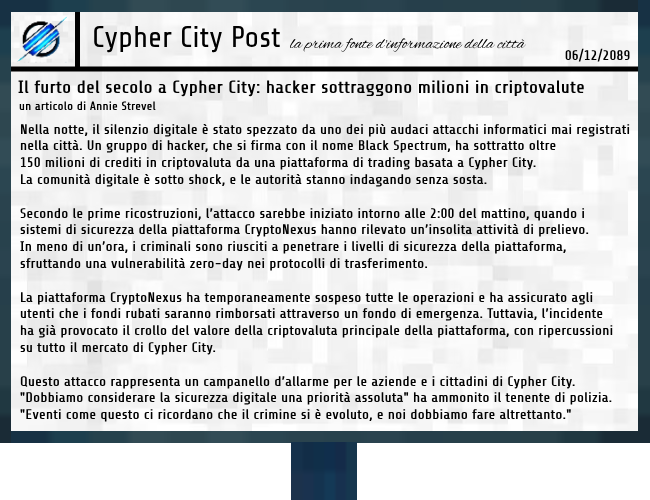 Cypher City Post la prima fonte d'informazione della città
06/12/2089
Il furto del secolo a Cypher City: hacker sottraggono milioni in criptovalute
un articolo di Annie Strevel
Nella notte, il silenzio digitale è stato spezzato da uno dei più audaci attacchi informatici mai registrati
nella città. Un gruppo di hacker, che si firma con il nome Black Spectrum, ha sottratto oltre
150 milioni di crediti in criptovaluta da una piattaforma di trading basata a Cypher City.
La comunità digitale è sotto shock, e le autorità stanno indagando senza sosta.
Secondo le prime ricostruzioni, l'attacco sarebbe iniziato intorno alle 2:00 del mattino, quando i
sistemi di sicurezza della piattaforma CryptoNexus hanno rilevato un'insolita attività di prelievo.
In meno di un'ora, i criminali sono riusciti a penetrare i livelli di sicurezza della piattaforma,
sfruttando una vulnerabilità zero-day nei protocolli di trasferimento.
La piattaforma CryptoNexus ha temporaneamente sospeso tutte le operazioni e ha assicurato agli
utenti che i fondi rubati saranno rimborsati attraverso un fondo di emergenza. Tuttavia, l'incidente
ha già provocato il crollo del valore della criptovaluta principale della piattaforma, con ripercussioni
su tutto il mercato di Cypher City.
Questo attacco rappresenta un campanello d'allarme per le aziende e i cittadini di Cypher City.
"Dobbiamo considerare la sicurezza digitale una priorità assoluta" ha ammonito il tenente di polizia.
"Eventi come questo ci ricordano che il crimine si è evoluto, e noi dobbiamo fare altrettanto."